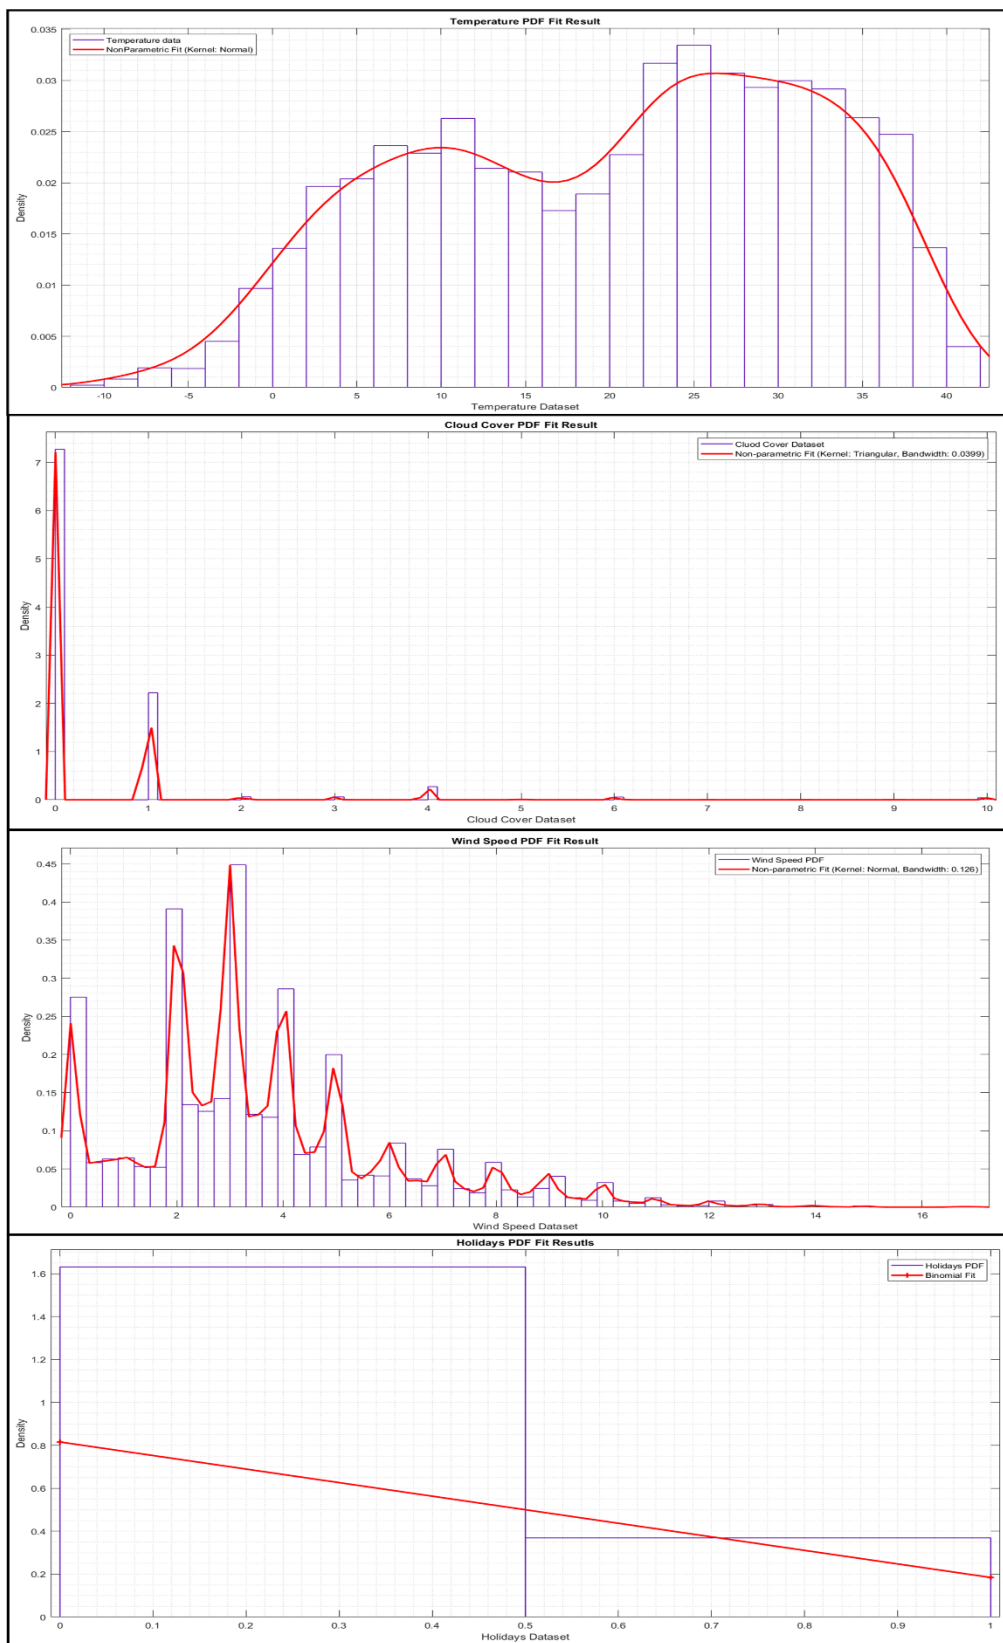 Temperature PDF Fit Result
Temperature data
NonParametric Fit (Kernel: Normal)
0.035
0.03
0.025
0.02
0.015
0.01
0.005
0
Density
-10 -5 0 5 10 15 20 25 30 35 40
Temperature Dataset
Cloud Cover PDF Fit Result
Cluod Cover Dataset
Non-parametric Fit (Kernel: Triangular, Bandwidth: 0.0399)
7
6
5
4
3
2
1
0
Density
0 1 2 3 4 5 6 7 8 9 10
Cloud Cover Dataset
Wind Speed PDF Fit Result
Wind Speed PDF
Non-parametric Fit (Kernel: Normal, Bandwidth: 0.126)
0.45
0.4
0.35
0.3
0.25
0.2
0.15
0.1
0.05
0
Density
0 2 4 6 8 10 12 14 16
Wind Speed Dataset
Holidays PDF Fit Resutls
Holidays PDF
Binomial Fit
1.6
1.4
1.2
1
0.8
0.6
0.4
0.2
0
Density
0 0.1 0.2 0.3 0.4 0.5 0.6 0.7 0.8 0.9 1
Holidays Dataset